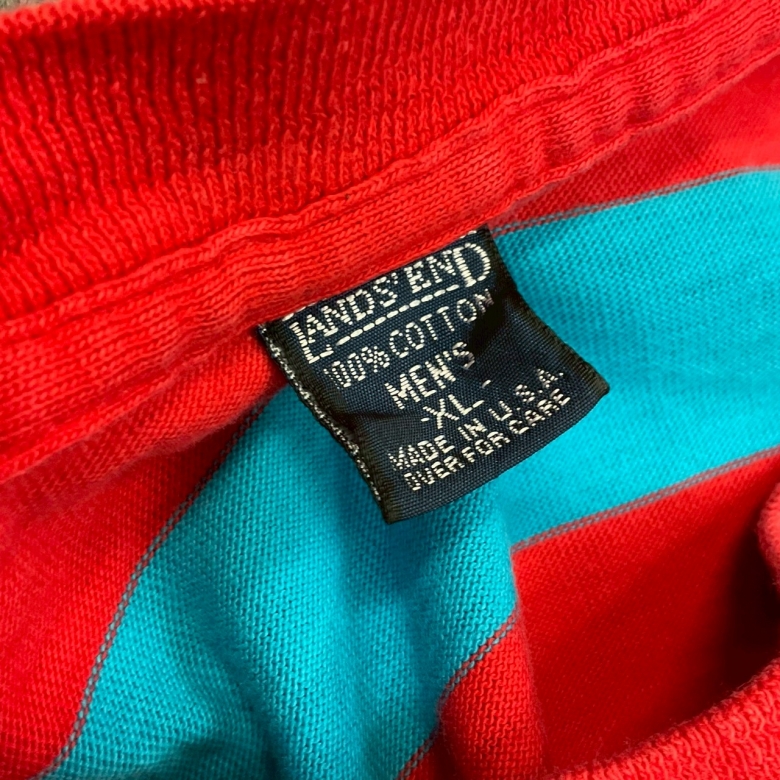 LANDS' END
100% COTTON
MEN'S
-XL-
MADE IN U.S.A.
OVER FOR CARE